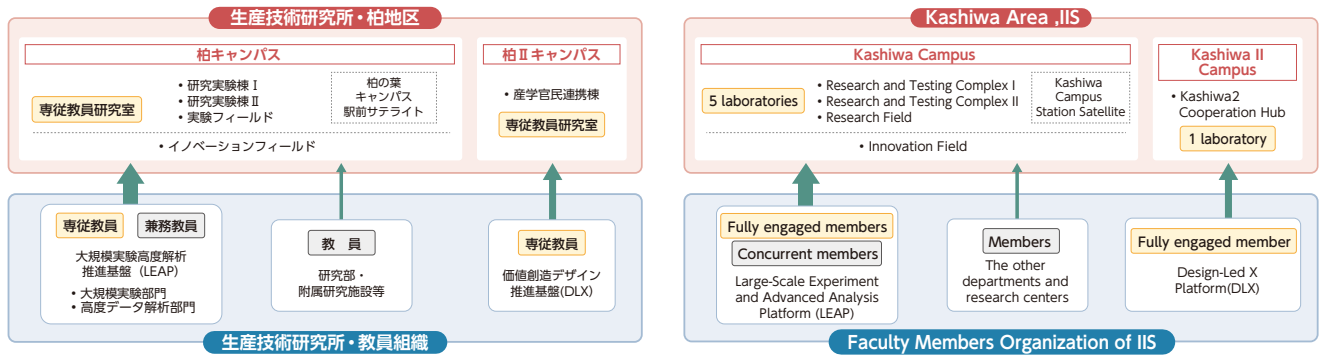 生産技術研究所・柏地区
柏キャンパス
専従教員研究室
• 研究実験棟Ⅰ
• 研究実験棟Ⅱ
• 実験フィールド
柏の葉
キャンパス
駅前サテライト
• イノベーションフィールド
柏Ⅱキャンパス
• 産学官民連携棟
専従教員研究室
専従教員
兼務教員
大規模実験高度解析
推進基盤（LEAP）
• 大規模実験部門
• 高度データ解析部門
教 員
研究部・
附属研究施設等
専従教員
価値創造デザイン
推進基盤(DLX)
生産技術研究所・教員組織
Kashiwa Area ,IIS
Kashiwa Campus
5 laboratories
• Research and Testing Complex I
• Research and Testing Complex II
• Research Field
Kashiwa
Campus
Station Satellite
• Innovation Field
Kashiwa II
Campus
• Kashiwa2
Cooperation Hub
1 laboratory
Fully engaged members
Concurrent members
Large-Scale Experiment
and Advanced Analysis
Platform (LEAP)
Members
The other
departments and
research centers
Fully engaged member
Design-Led X
Platform(DLX)
Faculty Members Organization of IIS